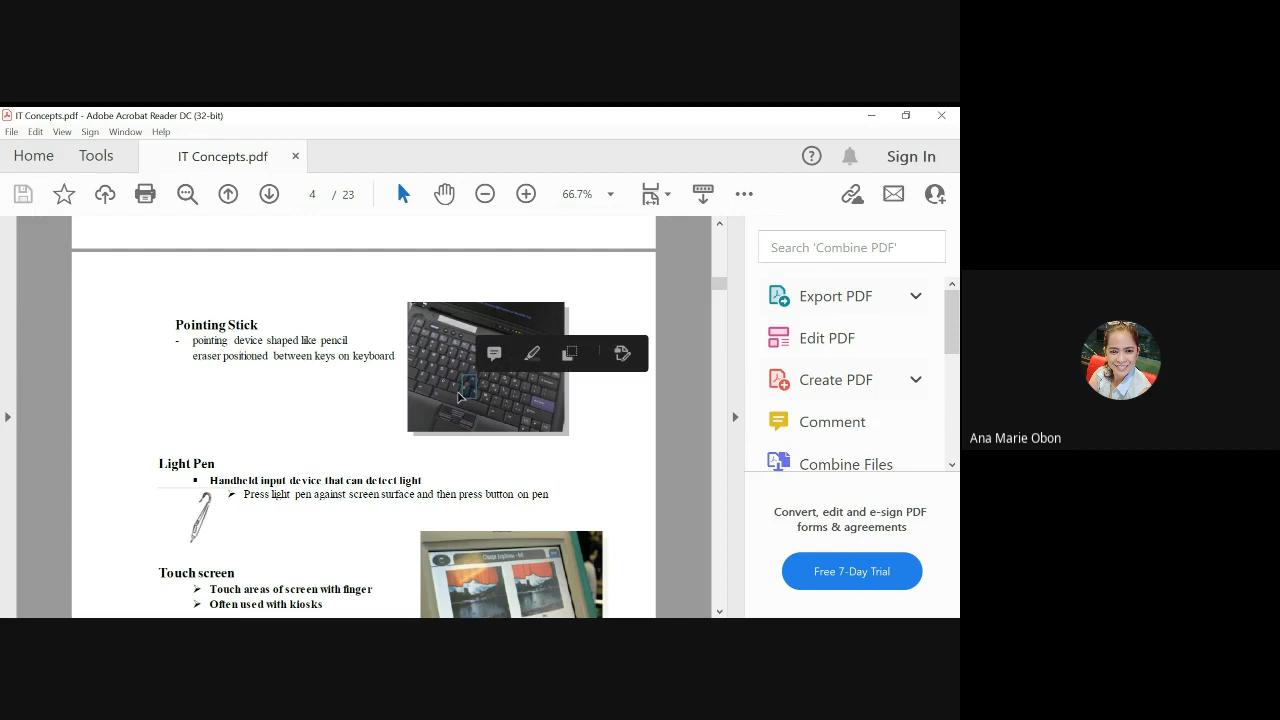 IT Concepts.pdf - Adobe Acrobat Reader DC (32-bit)
File Edit View Sign Window Help
Home Tools IT Concepts.pdf × Sign In
4 / 23 66.7%
Search 'Combine PDF'
Export PDF
Edit PDF
Create PDF
Comment
Combine Files
Convert, edit and e-sign PDF
forms & agreements
Free 7-Day Trial
Pointing Stick
- pointing device shaped like pencil
eraser positioned between keys on keyboard
Light Pen
▪ Handheld input device that can detect light
➢ Press light pen against screen surface and then press button on pen
Touch screen
➢ Touch areas of screen with finger
➢ Often used with kiosks
Ana Marie Obon